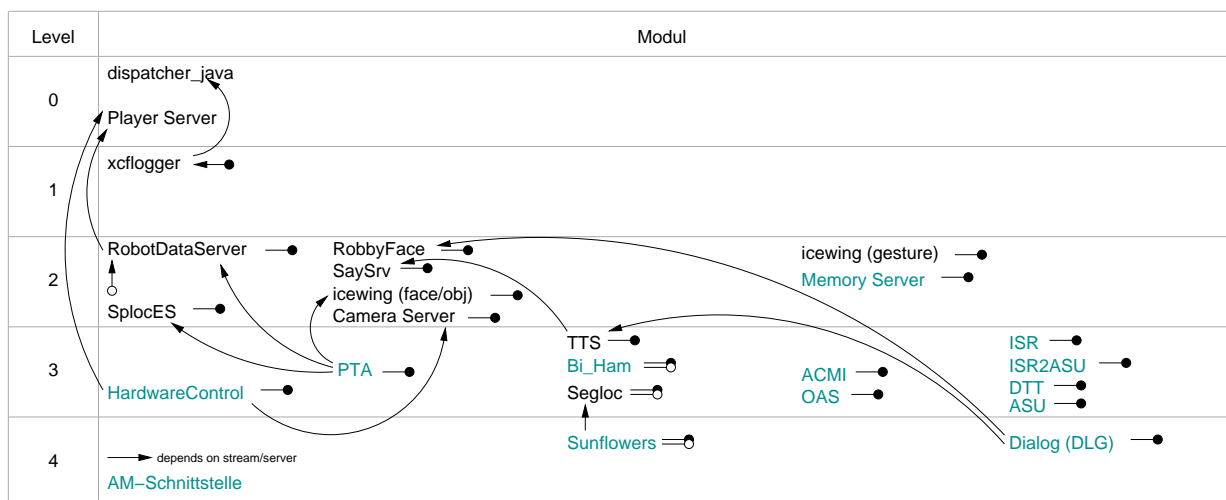 Level Modul
0
dispatcher_java
Player Server
1
xcflogger
2
RobotDataServer
SplocES
RobbyFace
SaySrv
icewing (face/obj)
Camera Server
icewing (gesture)
Memory Server
3
HardwareControl
PTA
TTS
Bi_Ham
Segloc
ACMI
OAS
ISR
ISR2ASU
DTT
ASU
4
Sunflowers
Dialog (DLG)
depends on stream/server
AM−Schnittstelle